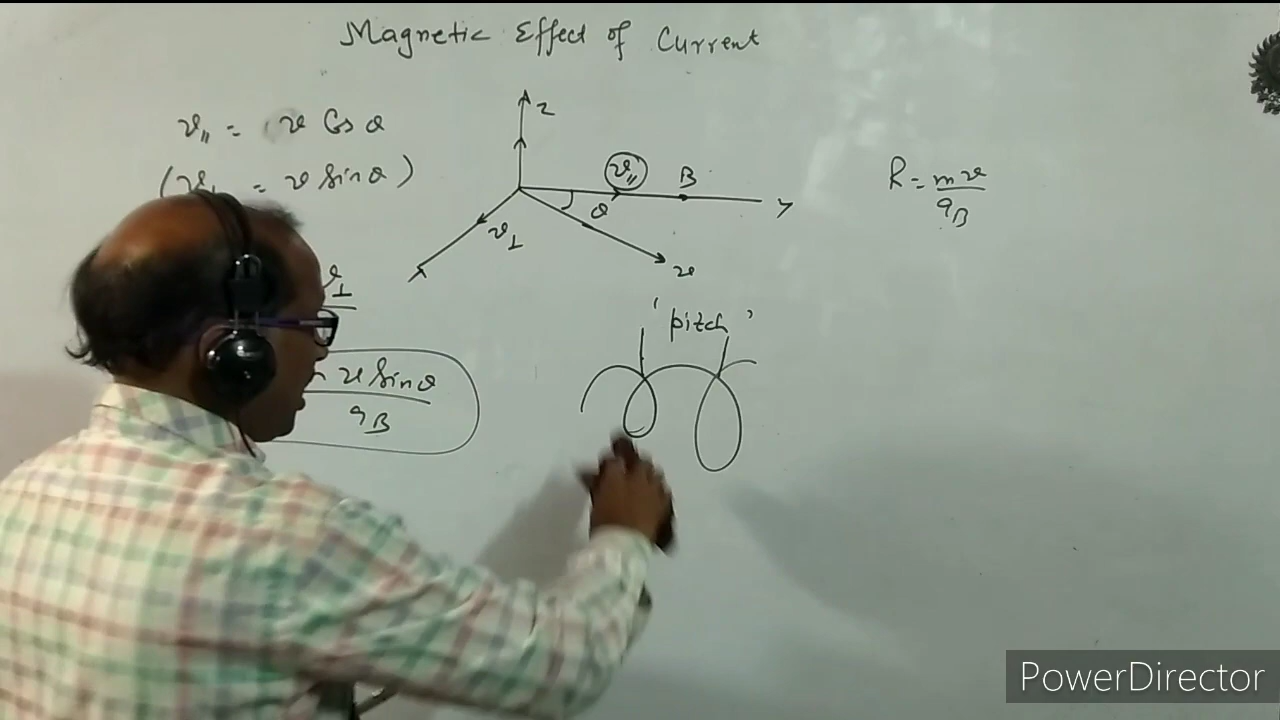 Magnetic Effect of Current
v∥ = v Cos θ
(v⊥ = v Sin θ)
z
v∥
B
y
θ
v⊥
x
v
R = mv
qB
v⊥
' pitch '
v Sin θ
qB
PowerDirector